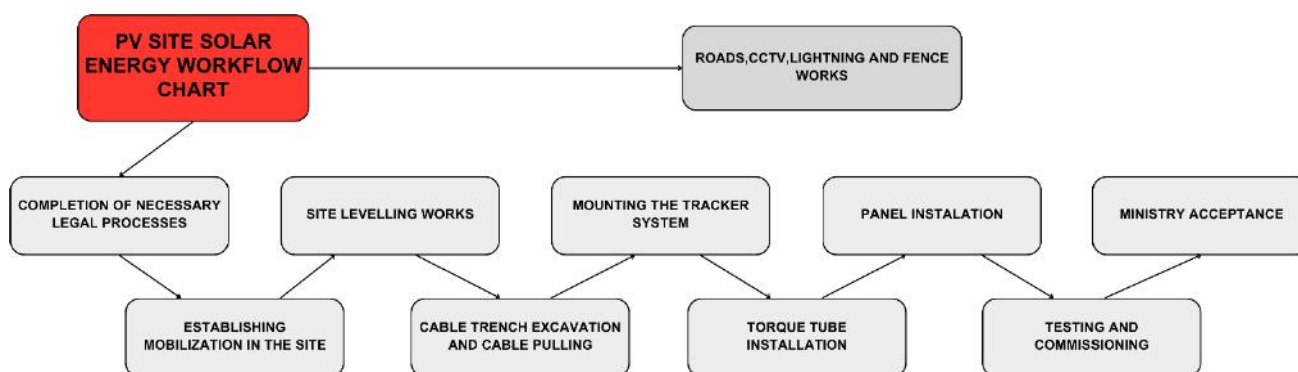 PV SITE SOLAR
ENERGY WORKFLOW
CHART
ROADS,CCTV,LIGHTNING AND FENCE
WORKS
COMPLETION OF NECESSARY
LEGAL PROCESSES
SITE LEVELLING WORKS
MOUNTING THE TRACKER
SYSTEM
PANEL INSTALATION
MINISTRY ACCEPTANCE
ESTABLISHING
MOBILIZATION IN THE SITE
CABLE TRENCH EXCAVATION
AND CABLE PULLING
TORQUE TUBE
INSTALLATION
TESTING AND
COMMISSIONING